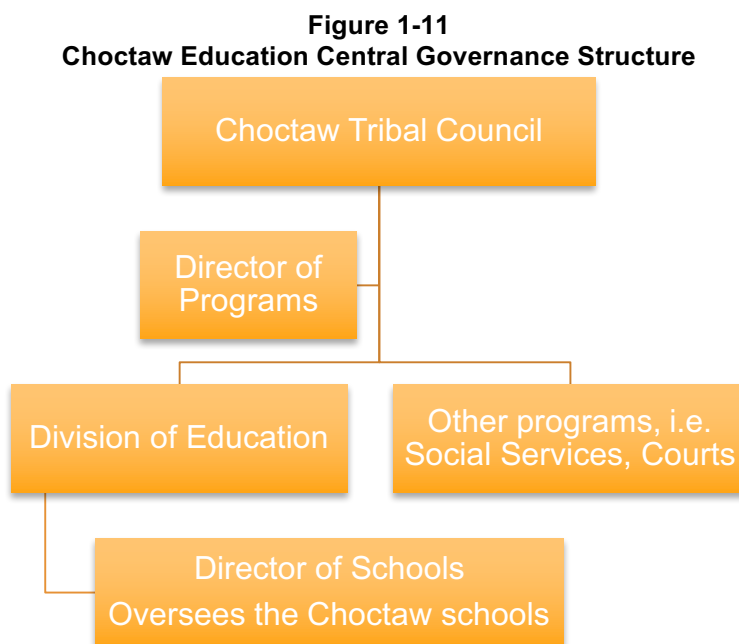 Figure 1-11
Choctaw Education Central Governance Structure
Choctaw Tribal Council
Director of
Programs
Division of Education
Other programs, i.e.
Social Services, Courts
Director of Schools
Oversees the Choctaw schools